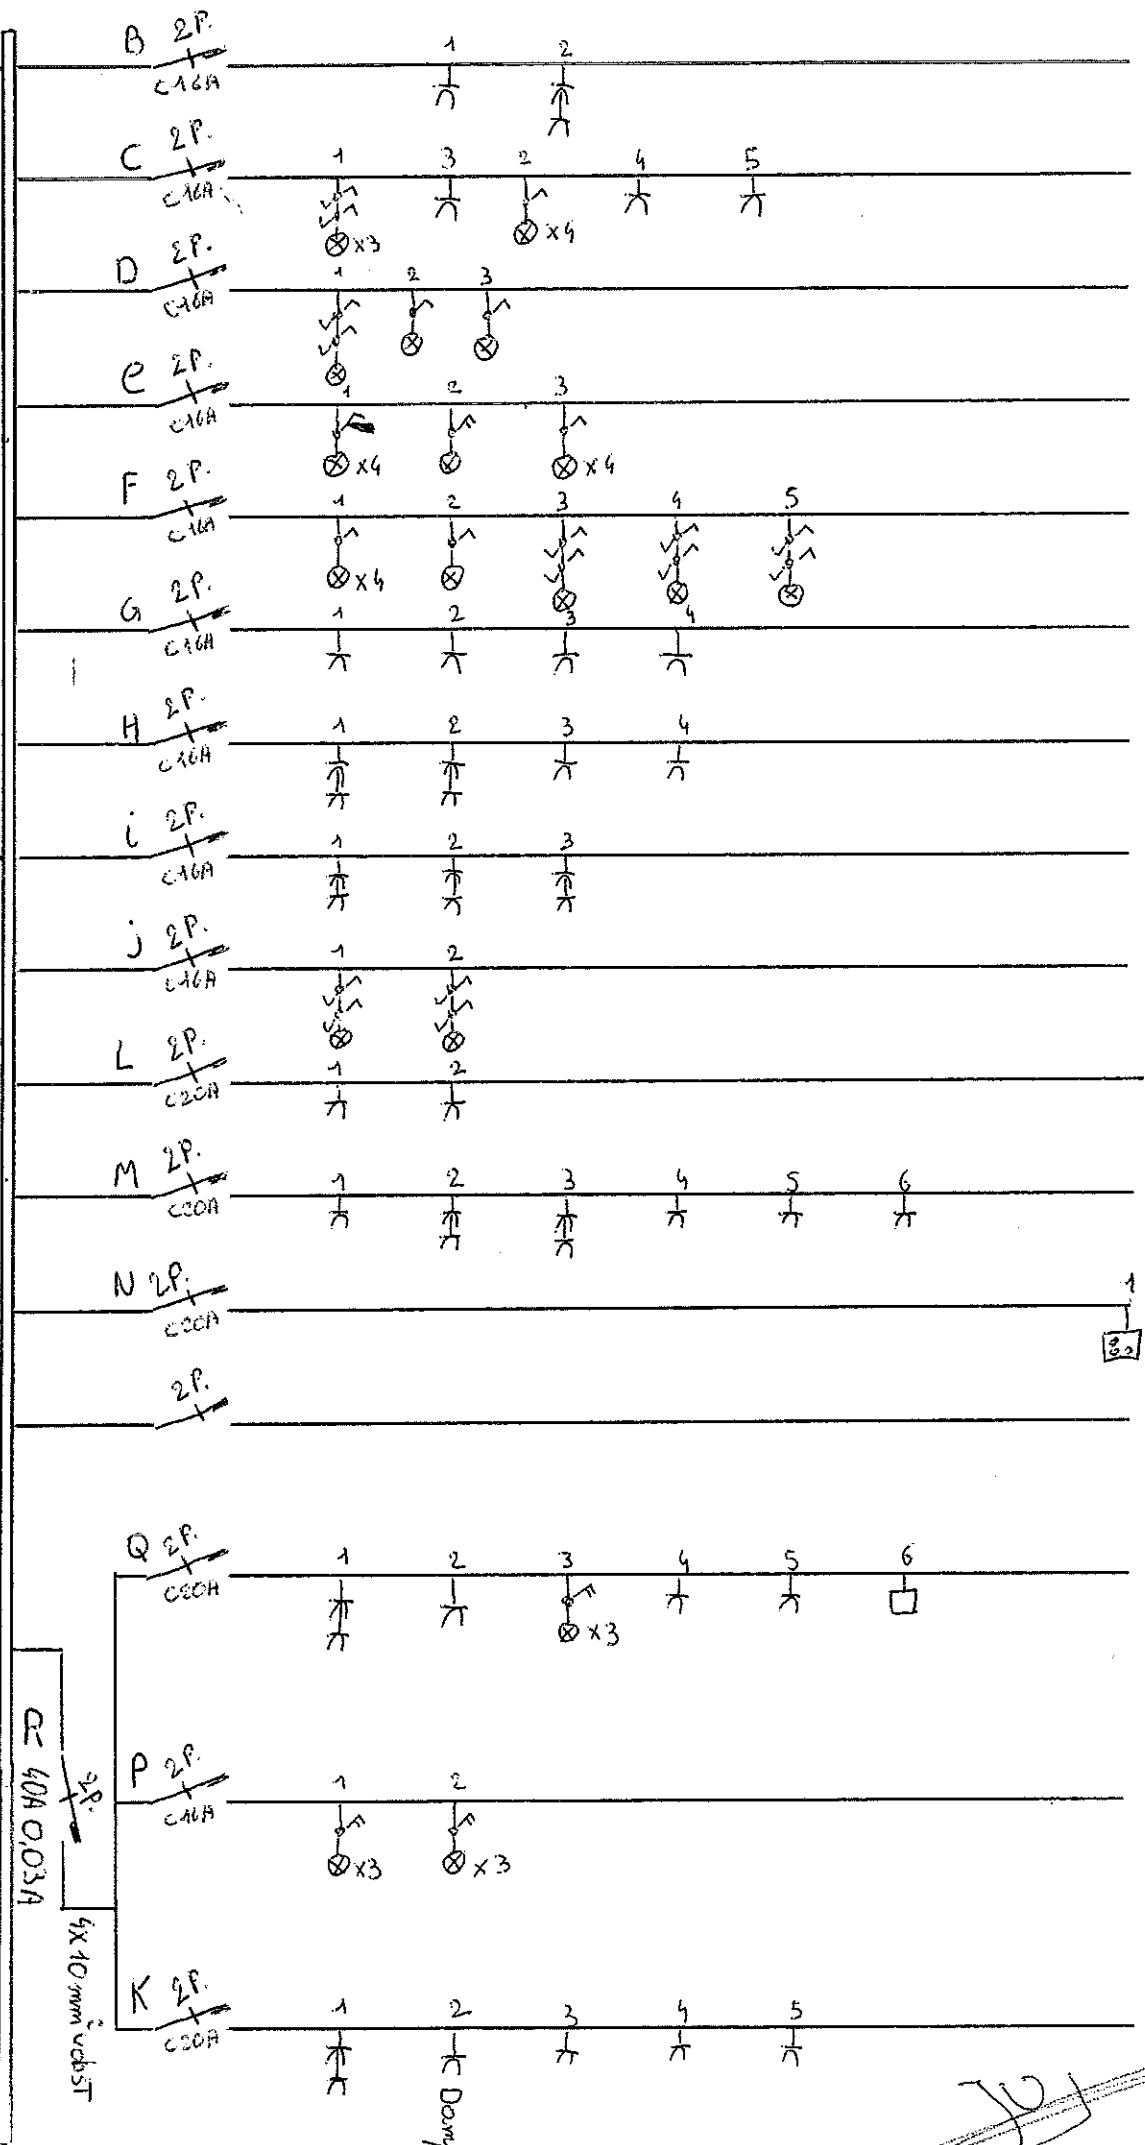 B 2P.
C16A
1 2
C 2P.
C16A
1 3 2 4 5
x3 x4
D 2P.
C16A
1 2 3
e 2P.
C16A
1 2 3
x4 x4
F 2P.
C16A
1 2 3 4 5
x4
G 2P.
C16A
1 2 3 4
H 2P.
C16A
1 2 3 4
i 2P.
C16A
1 2 3
j 2P.
C16A
1 2
L 2P.
C20A
1 2
M 2P.
C20A
1 2 3 4 5 6
N 2P.
C20A
1
2P.
Q 2P.
C20A
1 2 3 4 5 6
x3
R 40A 0,03A
2P.
4x10mm²
P 2P.
C16A
1 2
x3 x3
K 2P.
C20A
1 2 3 4 5